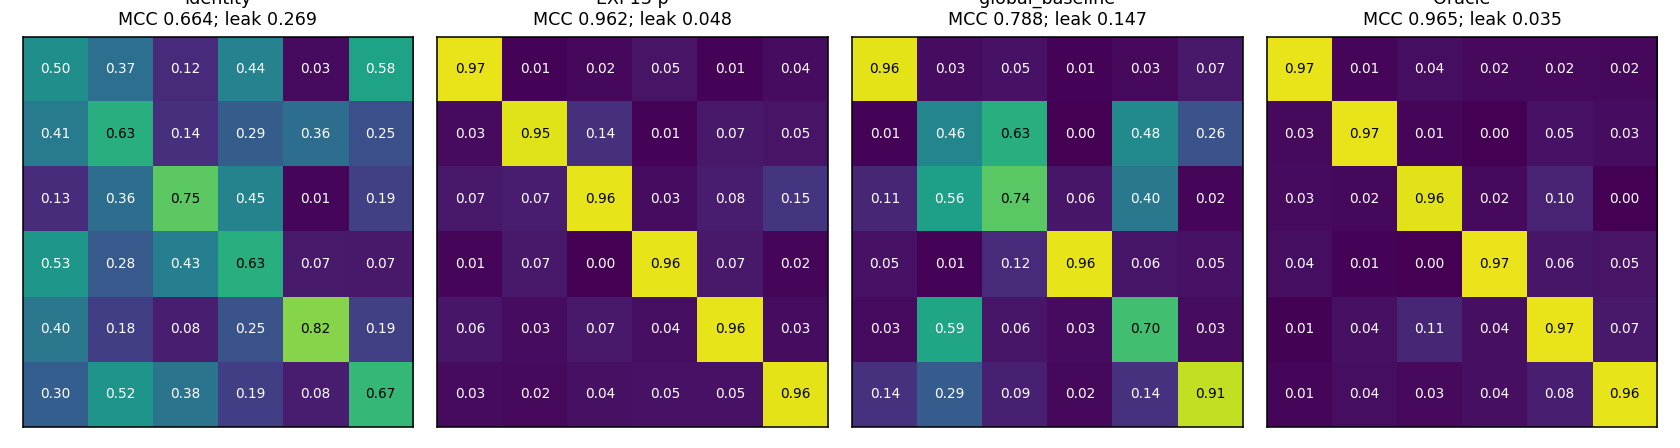 Identity EXP13-p global_baseline Oracle
MCC 0.664; leak 0.269 MCC 0.962; leak 0.048 MCC 0.788; leak 0.147 MCC 0.965; leak 0.035
0.50 0.37 0.12 0.44 0.03 0.58 0.97 0.01 0.02 0.05 0.01 0.04 0.96 0.03 0.05 0.01 0.03 0.07 0.97 0.01 0.04 0.02 0.02 0.02
0.41 0.63 0.14 0.29 0.36 0.25 0.03 0.95 0.14 0.01 0.07 0.05 0.01 0.46 0.63 0.00 0.48 0.26 0.03 0.97 0.01 0.00 0.05 0.03
0.13 0.36 0.75 0.45 0.01 0.19 0.07 0.07 0.96 0.03 0.08 0.15 0.11 0.56 0.74 0.06 0.40 0.02 0.03 0.02 0.96 0.02 0.10 0.00
0.53 0.28 0.43 0.63 0.07 0.07 0.01 0.07 0.00 0.96 0.07 0.02 0.05 0.01 0.12 0.96 0.06 0.05 0.04 0.01 0.00 0.97 0.06 0.05
0.40 0.18 0.08 0.25 0.82 0.19 0.06 0.03 0.07 0.04 0.96 0.03 0.03 0.59 0.06 0.03 0.70 0.03 0.01 0.04 0.11 0.04 0.97 0.07
0.30 0.52 0.38 0.19 0.08 0.67 0.03 0.02 0.04 0.05 0.05 0.96 0.14 0.29 0.09 0.02 0.14 0.91 0.01 0.04 0.03 0.04 0.08 0.96